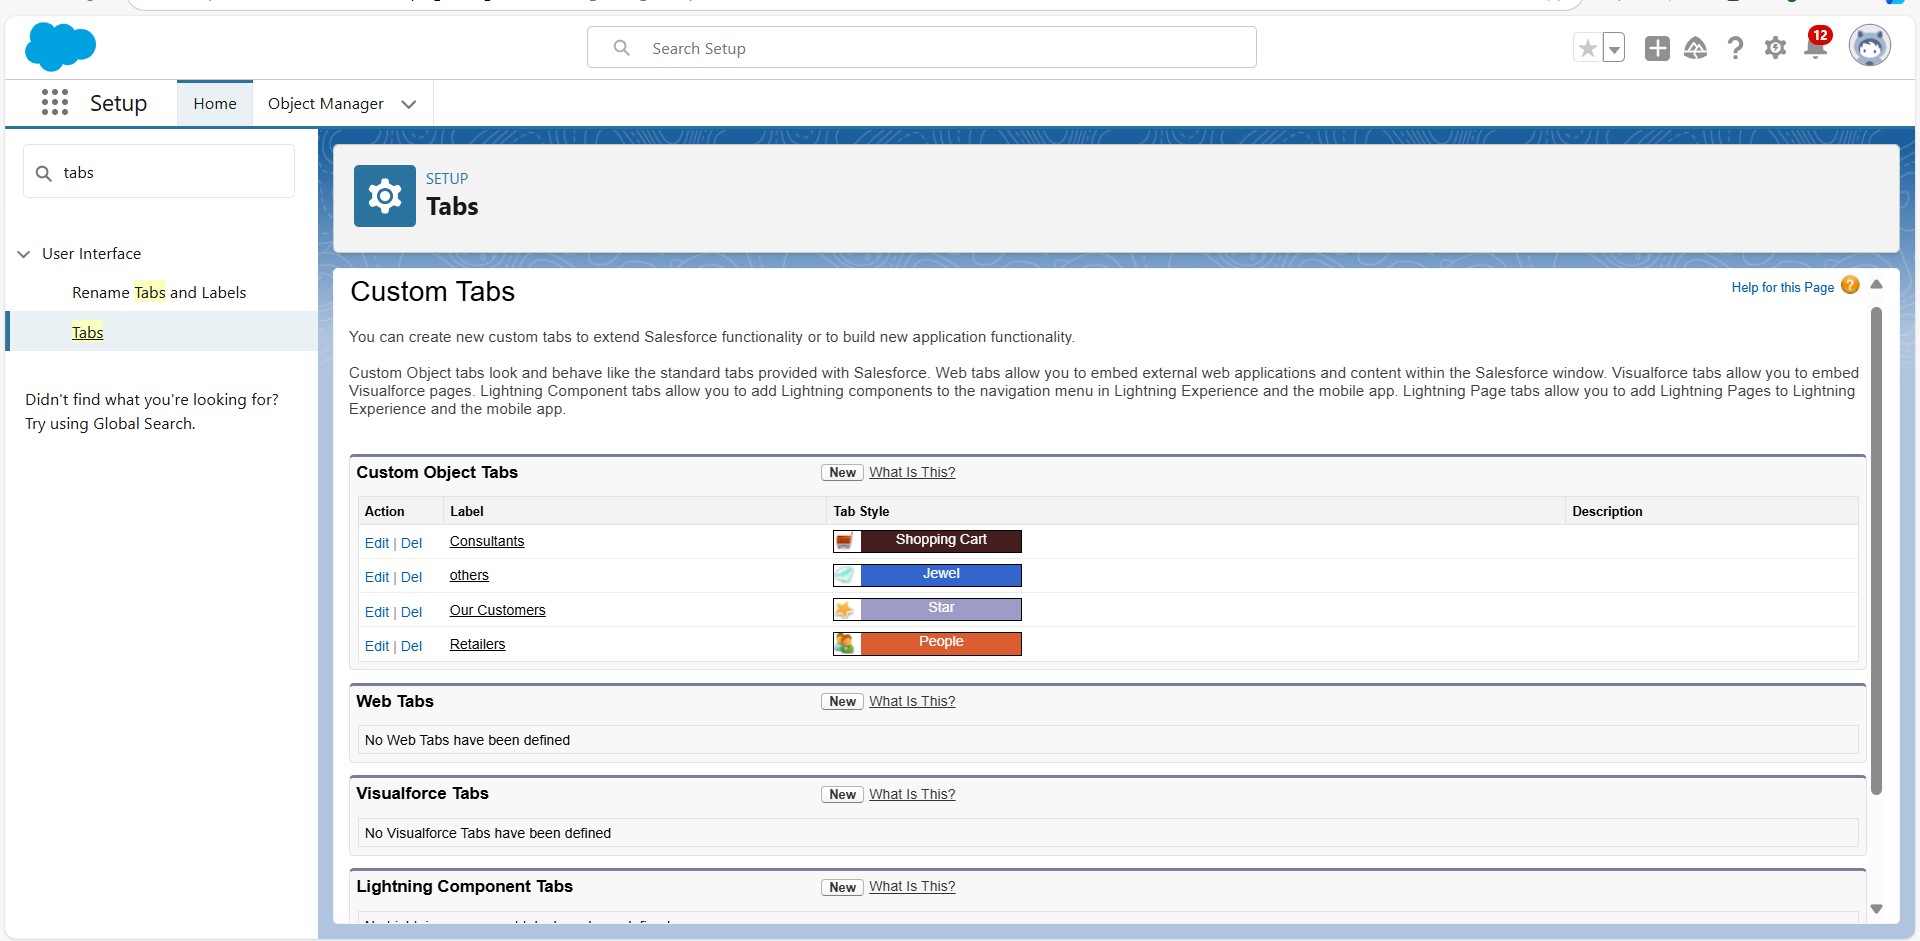 Search Setup
12
Setup
Home
Object Manager
tabs
User Interface
Rename Tabs and Labels
Tabs
Didn't find what you're looking for?
Try using Global Search.
SETUP
Tabs
Custom Tabs
Help for this Page ?
You can create new custom tabs to extend Salesforce functionality or to build new application functionality.
Custom Object tabs look and behave like the standard tabs provided with Salesforce. Web tabs allow you to embed external web applications and content within the Salesforce window. Visualforce tabs allow you to embed
Visualforce pages. Lightning Component tabs allow you to add Lightning components to the navigation menu in Lightning Experience and the mobile app. Lightning Page tabs allow you to add Lightning Pages to Lightning
Experience and the mobile app.
Custom Object Tabs New What Is This?
Action Label Tab Style Description
Edit | Del Consultants Shopping Cart
Edit | Del others Jewel
Edit | Del Our Customers Star
Edit | Del Retailers People
Web Tabs New What Is This?
No Web Tabs have been defined
Visualforce Tabs New What Is This?
No Visualforce Tabs have been defined
Lightning Component Tabs New What Is This?